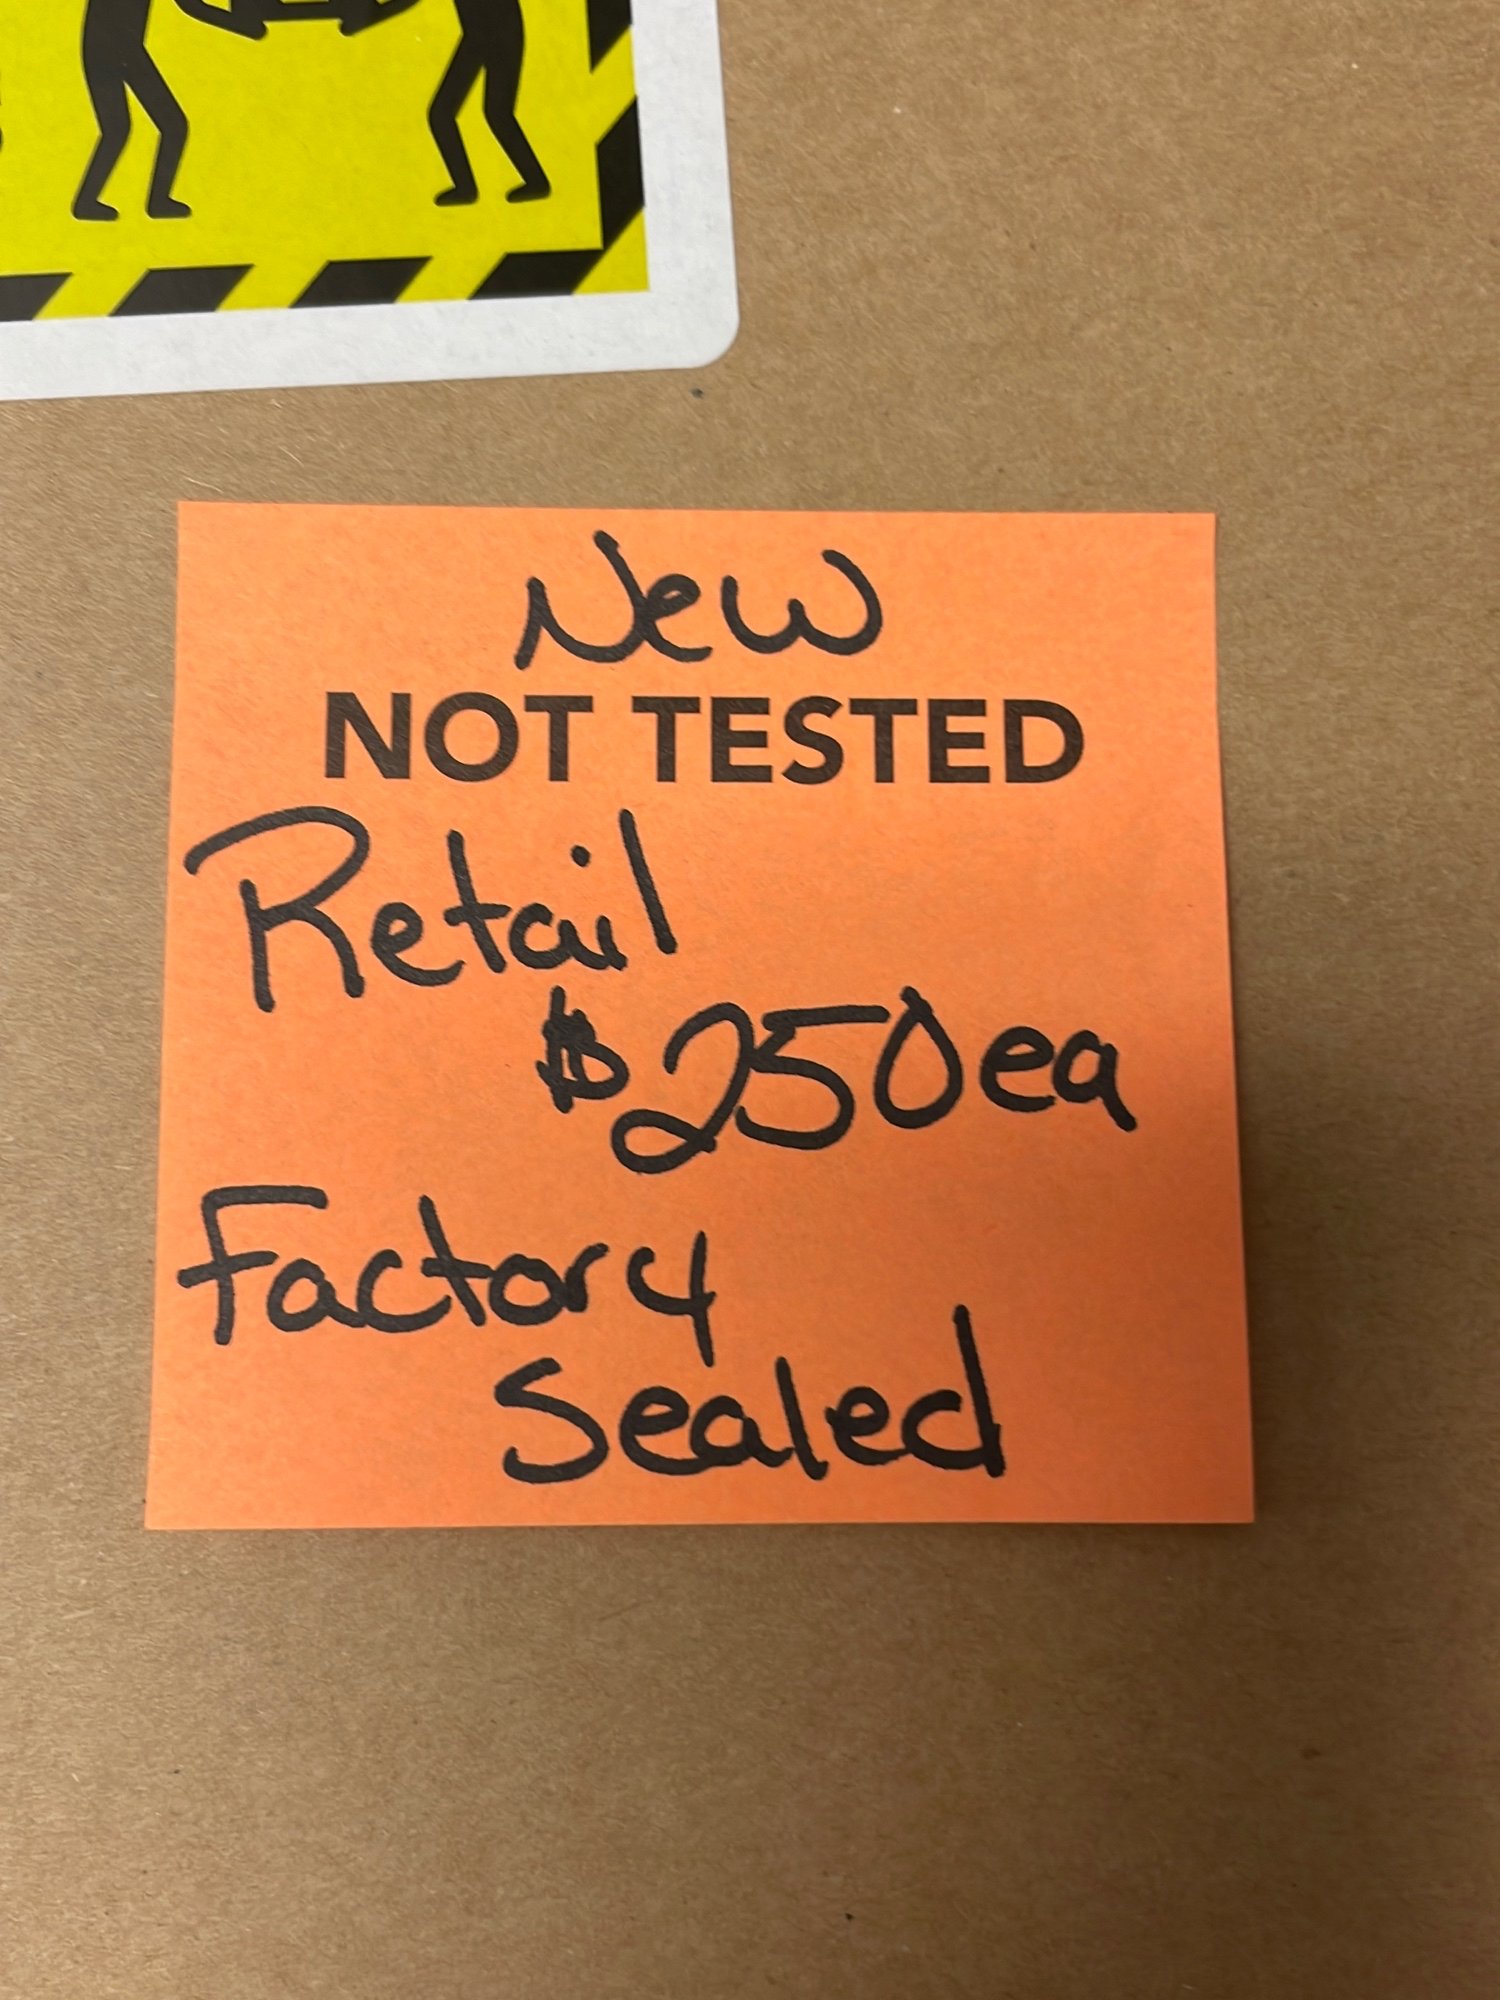 New
NOT TESTED
Retail
$250ea
Factory
Sealed